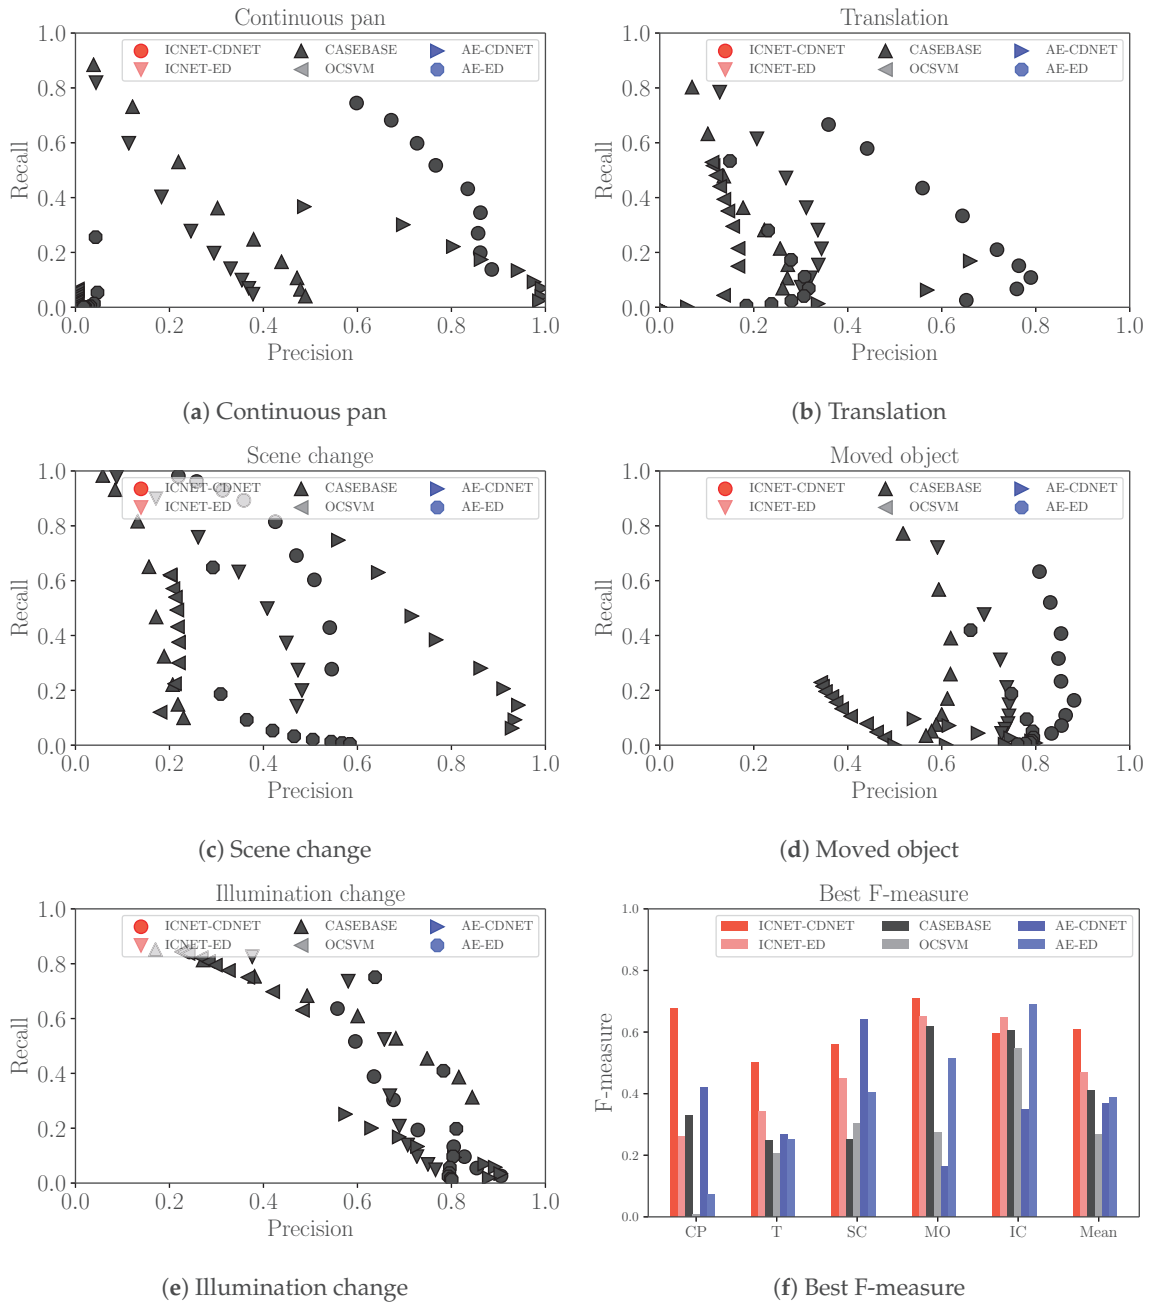 Continuous pan
ICNET-CDNET CASEBASE AE-CDNET
ICNET-ED OCSVM AE-ED
1.0
0.8
0.6
0.4
0.2
0.0
Recall
0.0 0.2 0.4 0.6 0.8 1.0
Precision
(a) Continuous pan
Translation
ICNET-CDNET CASEBASE AE-CDNET
ICNET-ED OCSVM AE-ED
1.0
0.8
0.6
0.4
0.2
0.0
Recall
0.0 0.2 0.4 0.6 0.8 1.0
Precision
(b) Translation
Scene change
ICNET-CDNET CASEBASE AE-CDNET
ICNET-ED OCSVM AE-ED
1.0
0.8
0.6
0.4
0.2
0.0
Recall
0.0 0.2 0.4 0.6 0.8 1.0
Precision
(c) Scene change
Moved object
ICNET-CDNET CASEBASE AE-CDNET
ICNET-ED OCSVM AE-ED
1.0
0.8
0.6
0.4
0.2
0.0
Recall
0.0 0.2 0.4 0.6 0.8 1.0
Precision
(d) Moved object
Illumination change
ICNET-CDNET CASEBASE AE-CDNET
ICNET-ED OCSVM AE-ED
1.0
0.8
0.6
0.4
0.2
0.0
Recall
0.0 0.2 0.4 0.6 0.8 1.0
Precision
(e) Illumination change
Best F-measure
ICNET-CDNET CASEBASE AE-CDNET
ICNET-ED OCSVM AE-ED
1.0
0.8
0.6
0.4
0.2
0.0
F-measure
CP T SC MO IC Mean
(f) Best F-measure